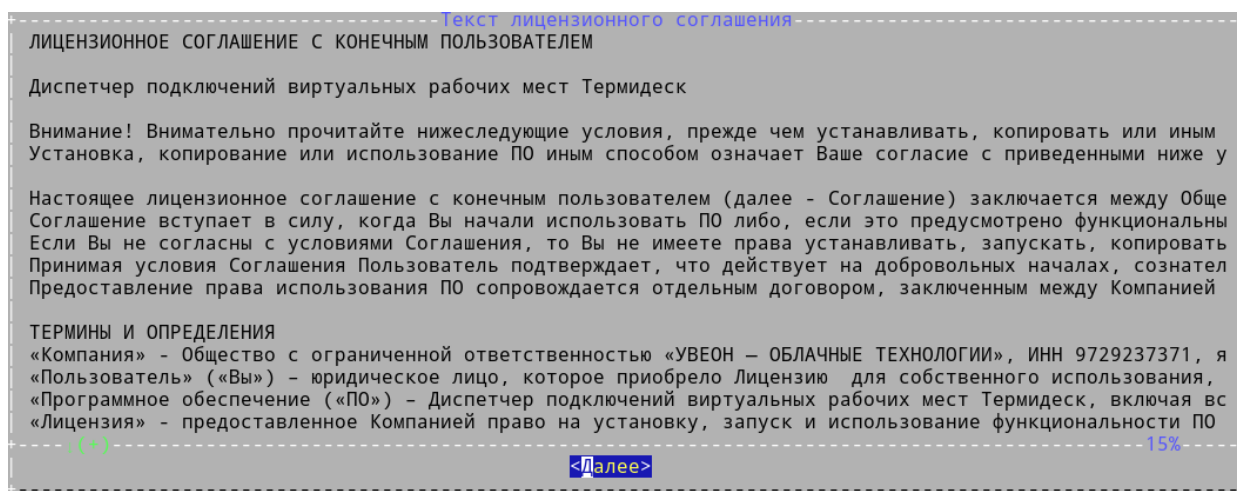 Текст лицензионного соглашения
ЛИЦЕНЗИОННОЕ СОГЛАШЕНИЕ С КОНЕЧНЫМ ПОЛЬЗОВАТЕЛЕМ
Диспетчер подключений виртуальных рабочих мест Термидеск
Внимание! Внимательно прочитайте нижеследующие условия, прежде чем устанавливать, копировать или иным
Установка, копирование или использование ПО иным способом означает Ваше согласие с приведенными ниже у
Настоящее лицензионное соглашение с конечным пользователем (далее - Соглашение) заключается между Обще
Соглашение вступает в силу, когда Вы начали использовать ПО либо, если это предусмотрено функциональны
Если Вы не согласны с условиями Соглашения, то Вы не имеете права устанавливать, запускать, копировать
Принимая условия Соглашения Пользователь подтверждает, что действует на добровольных началах, сознател
Предоставление права использования ПО сопровождается отдельным договором, заключенным между Компанией
ТЕРМИНЫ И ОПРЕДЕЛЕНИЯ
«Компания» - Общество с ограниченной ответственностью «УВЕОН – ОБЛАЧНЫЕ ТЕХНОЛОГИИ», ИНН 9729237371, я
«Пользователь» («Вы») – юридическое лицо, которое приобрело Лицензию для собственного использования,
«Программное обеспечение («ПО») – Диспетчер подключений виртуальных рабочих мест Термидеск, включая вс
«Лицензия» - предоставленное Компанией право на установку, запуск и использование функциональности ПО
(+) 15%
<Далее>